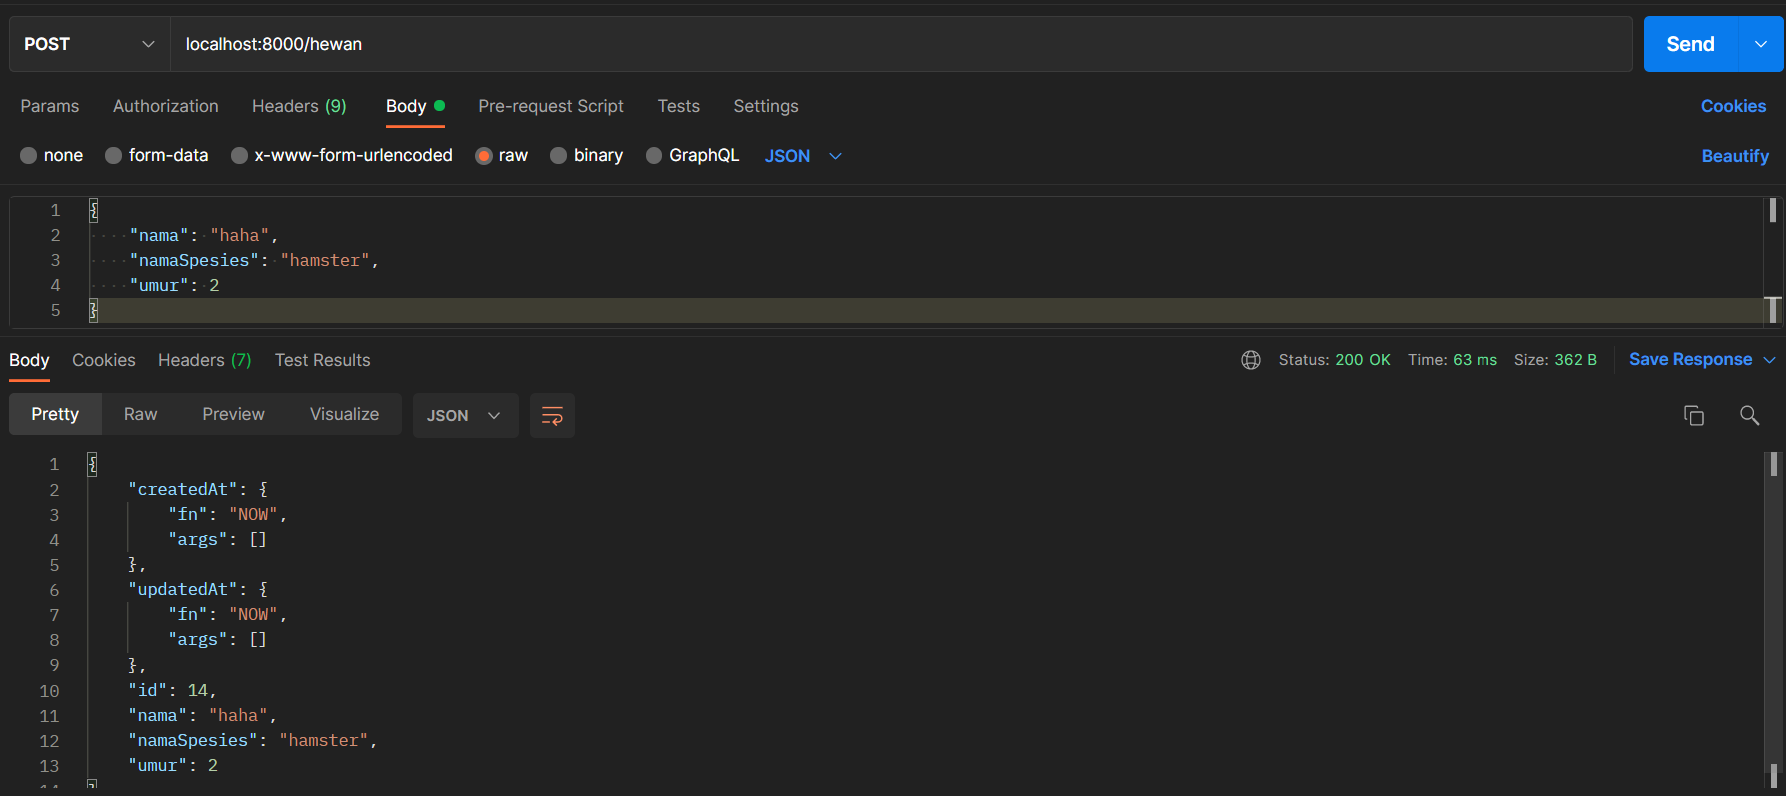 POST localhost:8000/hewan Send
Params Authorization Headers (9) Body Pre-request Script Tests Settings Cookies
none form-data x-www-form-urlencoded raw binary GraphQL JSON Beautify
1 {
2 "nama": "haha",
3 "namaSpesies": "hamster",
4 "umur": 2
5 }
Body Cookies Headers (7) Test Results Status: 200 OK Time: 63 ms Size: 362 B Save Response
Pretty Raw Preview Visualize JSON
1 {
2 "createdAt": {
3 "fn": "NOW",
4 "args": []
5 },
6 "updatedAt": {
7 "fn": "NOW",
8 "args": []
9 },
10 "id": 14,
11 "nama": "haha",
12 "namaSpesies": "hamster",
13 "umur": 2
14 }